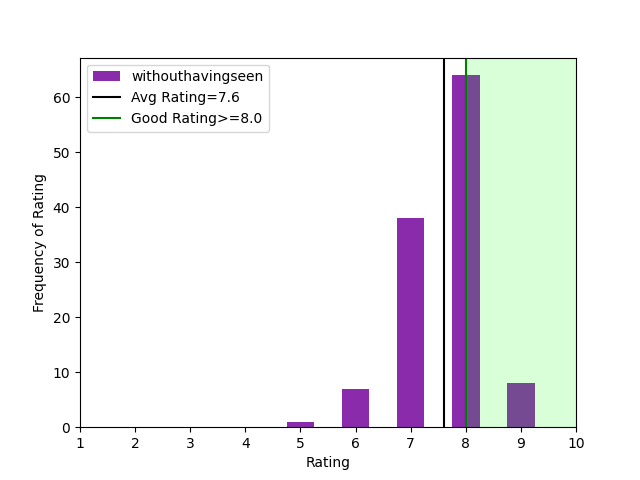 withouthavingseen
Avg Rating=7.6
Good Rating>=8.0
Frequency of Rating
60
50
40
30
20
10
0
1 2 3 4 5 6 7 8 9 10
Rating